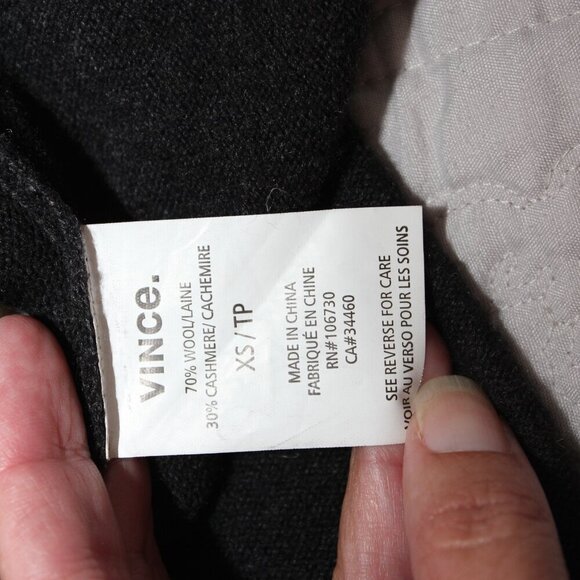 VINCE.
70% WOOL/LAINE
30% CASHMERE/ CACHEMIRE
XS / TP
MADE IN CHINA
FABRIQUÉ EN CHINE
RN#106730
CA#34460
SEE REVERSE FOR CARE
VOIR AU VERSO POUR LES SOINS